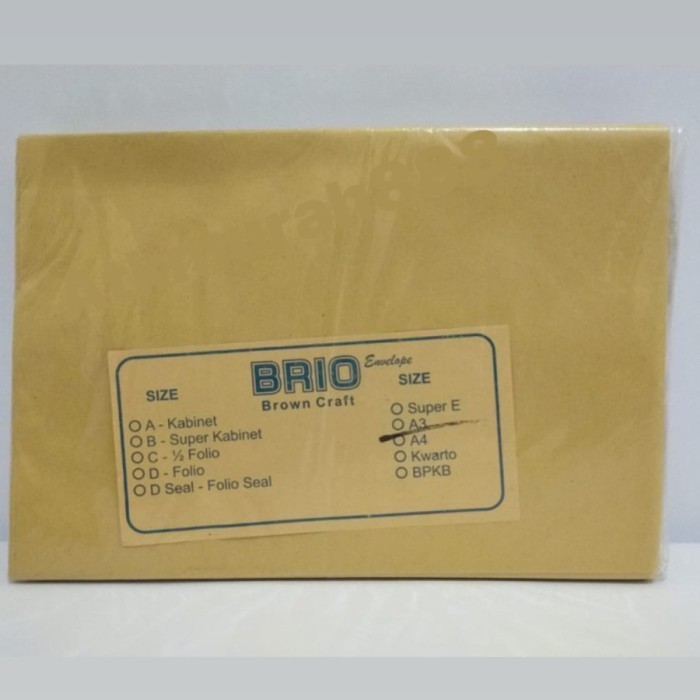 BRIO Envelope
Brown Craft
SIZE
A - Kabinet
B - Super Kabinet
C - ½ Folio
D - Folio
D Seal - Folio Seal
SIZE
Super E
A3
A4
Kwarto
BPKB